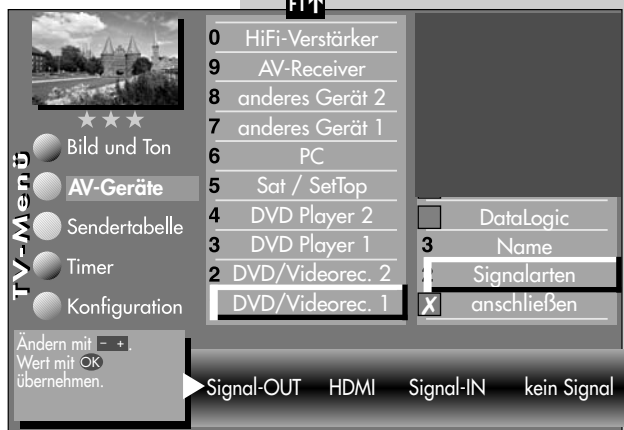 0 HiFi-Verstärker
9 AV-Receiver
8 anderes Gerät 2
7 anderes Gerät 1
6 PC
5 Sat / SetTop
4 DVD Player 2
3 DVD Player 1
2 DVD/Videorec. 2
DVD/Videorec. 1
TV-Menü
Bild und Ton
AV-Geräte
Sendertabelle
Timer
Konfiguration
DataLogic
3 Name
2 Signalarten
X anschließen
Ändern mit - + .
Wert mit OK
übernehmen.
Signal-OUT HDMI Signal-IN kein Signal